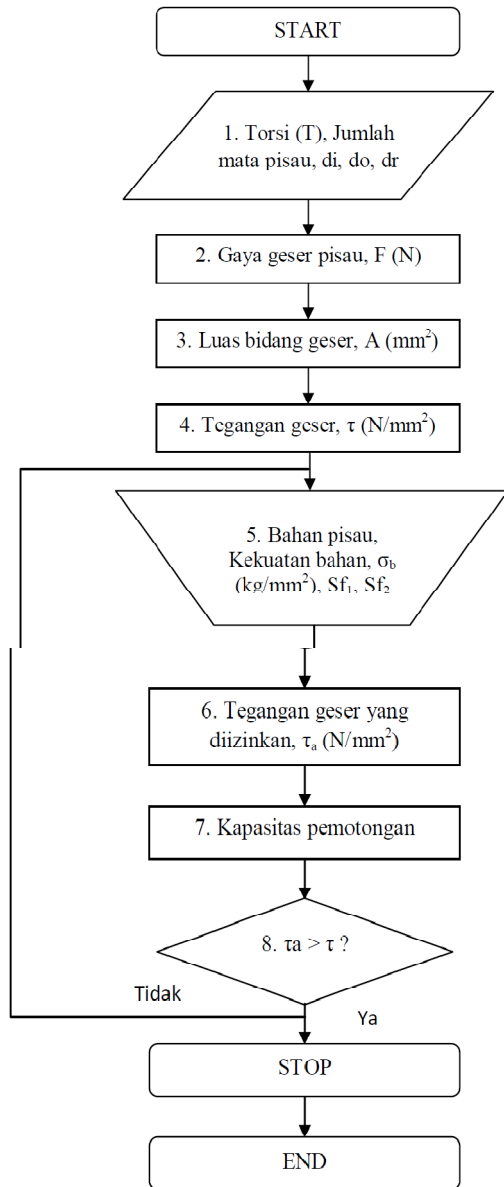 START
1. Torsi (T), Jumlah
mata pisau, di, do, dr
2. Gaya geser pisau, F (N)
3. Luas bidang geser, A (mm²)
4. Tegangan geser, τ (N/mm²)
5. Bahan pisau,
Kekuatan bahan, σb
(kg/mm²), Sf₁, Sf₂
6. Tegangan geser yang
diizinkan, τₐ (N/mm²)
7. Kapasitas pemotongan
8. τa > τ ?
Tidak
Ya
STOP
END